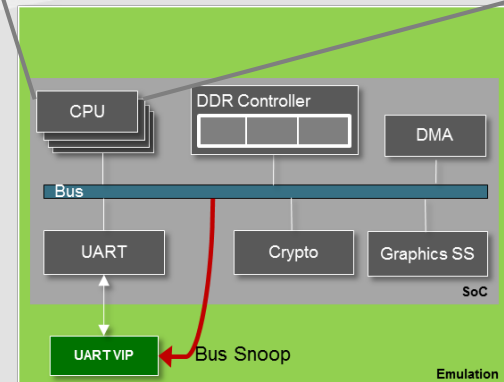 CPU
DDR Controller
DMA
Bus
UART
Crypto
Graphics SS
SoC
UART VIP
Bus Snoop
Emulation